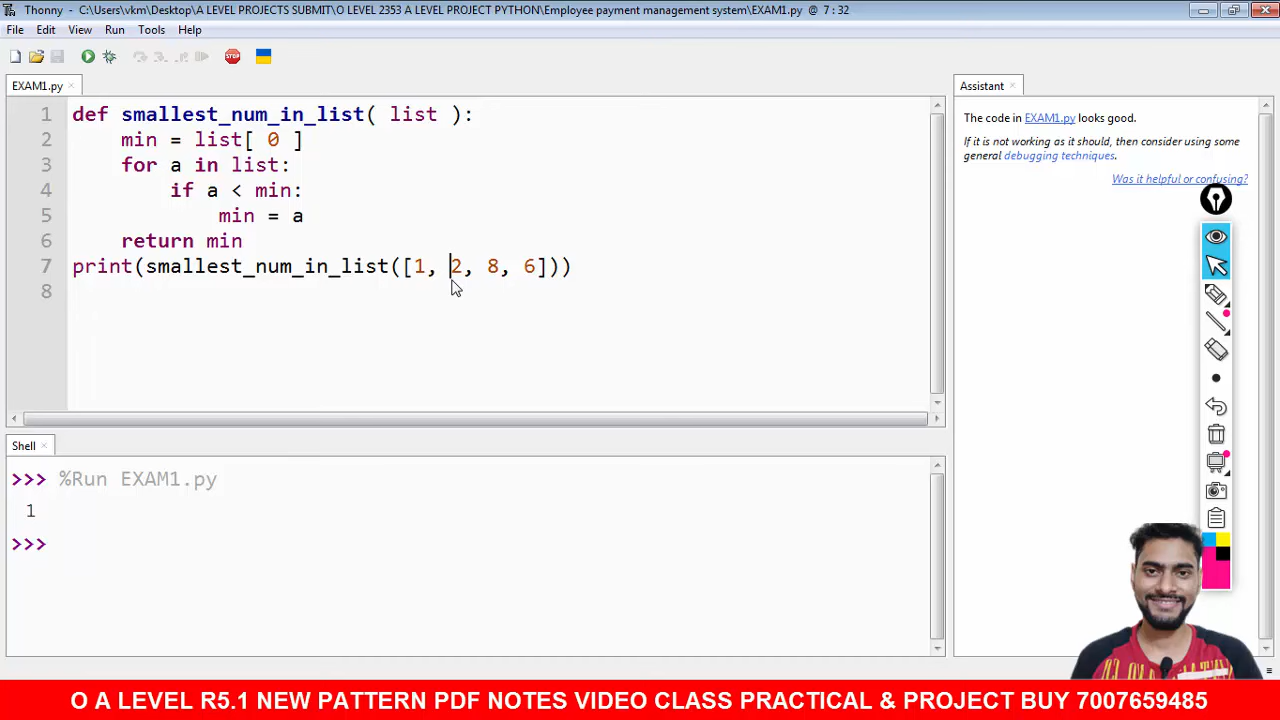 Thonny - C:\Users\vkm\Desktop\A LEVEL PROJECTS SUBMIT\O LEVEL 2353 A LEVEL PROJECT PYTHON\Employee payment management system\EXAM1.py @ 7 : 32
File Edit View Run Tools Help
STOP
EXAM1.py ×
1 def smallest_num_in_list( list ):
2 min = list[ 0 ]
3 for a in list:
4 if a < min:
5 min = a
6 return min
7 print(smallest_num_in_list([1, 2, 8, 6]))
8
Assistant ×
The code in EXAM1.py looks good.
If it is not working as it should, then consider using some
general debugging techniques.
Was it helpful or confusing?
Shell ×
>>> %Run EXAM1.py
1
>>>
O A LEVEL R5.1 NEW PATTERN PDF NOTES VIDEO CLASS PRACTICAL & PROJECT BUY 7007659485